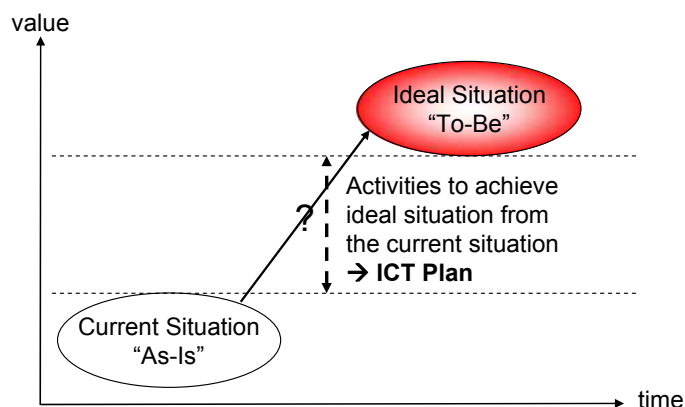 value
Ideal Situation
“To-Be”
?
Activities to achieve
ideal situation from
the current situation
→ ICT Plan
Current Situation
“As-Is”
time